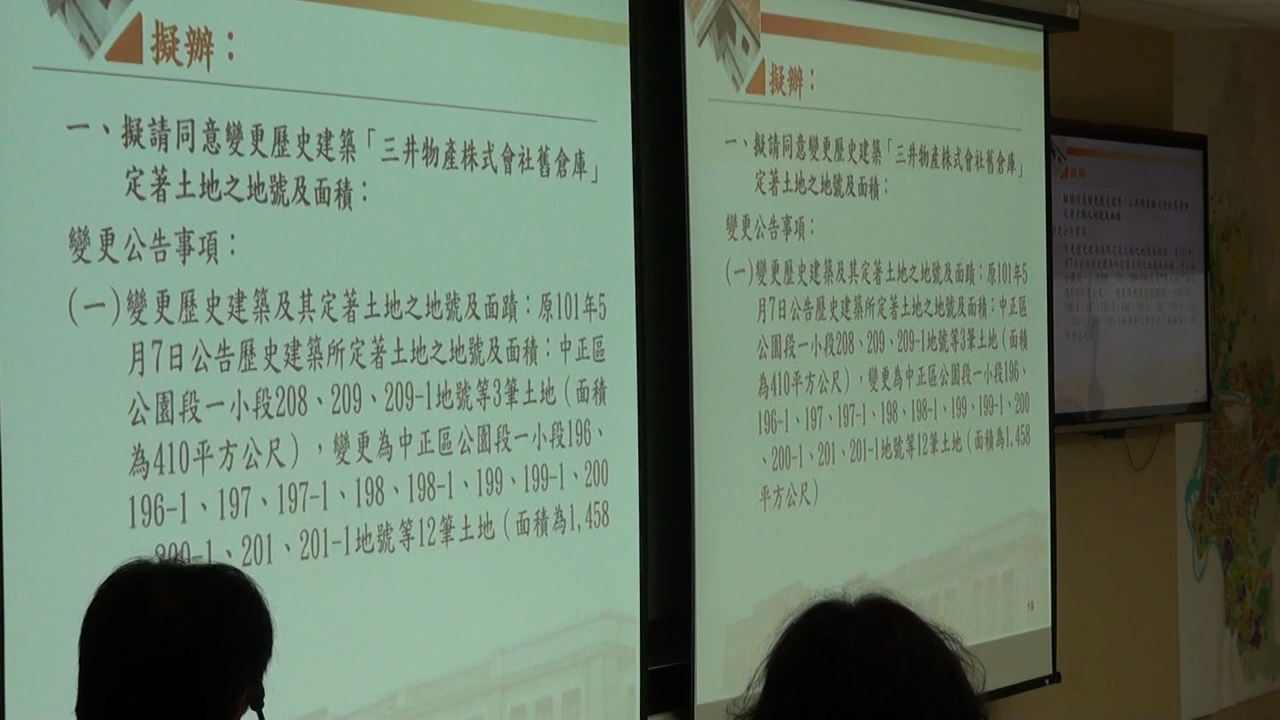 擬辦：
一、擬請同意變更歷史建築「三井物產株式會社舊倉庫」
定著土地之地號及面積：
變更公告事項：
(一)變更歷史建築及其定著土地之地號及面蹟：原101年5
月7日公告歷史建築所定著土地之地號及面積：中正區
公園段一小段208、209、209-1地號等3筆土地（面積
為410平方公尺），變更為中正區公園段一小段196、
196-1、197、197-1、198、198-1、199、199-1、200
200-1、201、201-1地號等12筆土地（面積為1,458
擬辦：
一、擬請同意變更歷史建築「三井物產株式會社舊倉庫」
定著土地之地號及面積：
變更公告事項：
(一)變更歷史建築及其定著土地之地號及面蹟：原101年5
月7日公告歷史建築所定著土地之地號及面積：中正區
公園段一小段208、209、209-1地號等3筆土地（面積
為410平方公尺），變更為中正區公園段一小段196、
196-1、197、197-1、198、198-1、199、199-1、200
、200-1、201、201-1地號等12筆土地（面積為1,458
平方公尺）
18